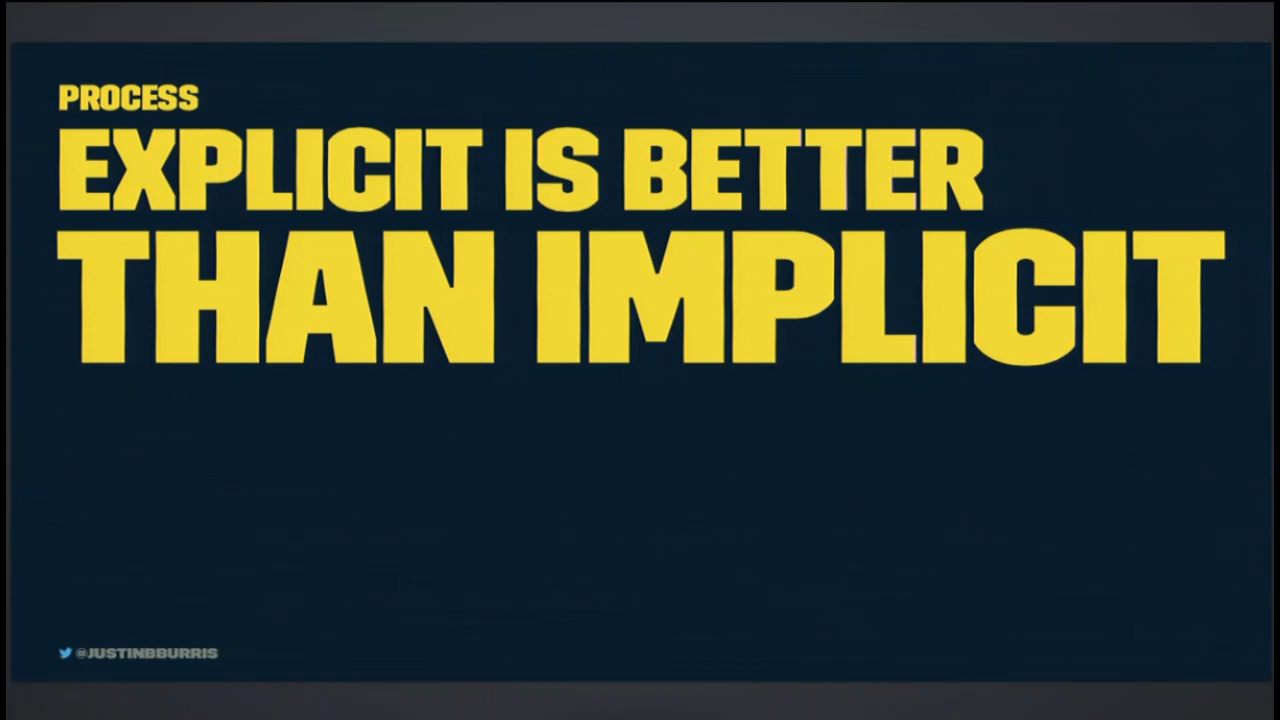 PROCESS
EXPLICIT IS BETTER
THAN IMPLICIT
@JUSTINBBURRIS